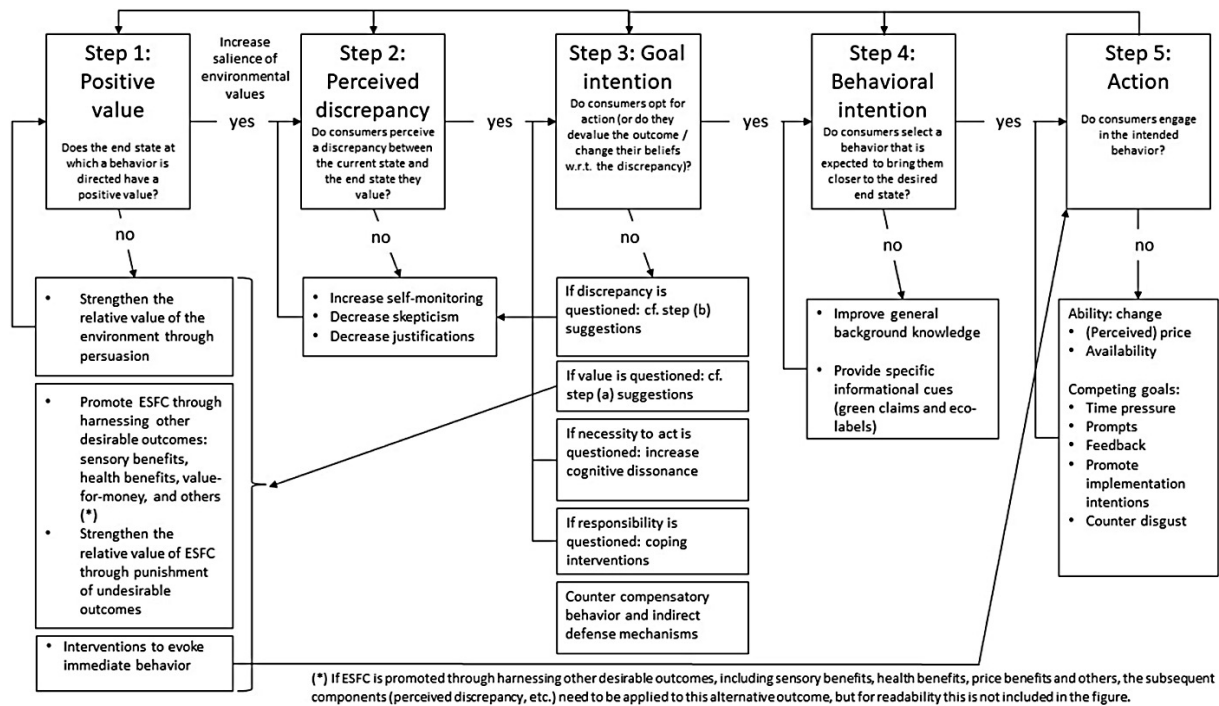 Step 1:
Positive
value
Does the end state at
which a behavior is
directed have a
positive value?
Increase
salience of
environmental
values
yes
Step 2:
Perceived
discrepancy
Do consumers perceive
a discrepancy between
the current state and
the end state they
value?
yes
Step 3: Goal
intention
Do consumers opt for
action (or do they
devalue the outcome /
change their beliefs
w.r.t. the discrepancy)?
yes
Step 4:
Behavioral
intention
Do consumers select a
behavior that is
expected to bring them
closer to the desired
end state?
yes
Step 5:
Action
Do consumers engage
in the intended
behavior?
no
no
no
no
no
• Strengthen the
relative value of the
environment through
persuasion
• Promote ESFC through
harnessing other
desirable outcomes:
sensory benefits,
health benefits, value-
for-money, and others
(*)
• Strengthen the
relative value of ESFC
through punishment
of undesirable
outcomes
• Interventions to evoke
immediate behavior
• Increase self-monitoring
• Decrease skepticism
• Decrease justifications
If discrepancy is
questioned: cf. step (b)
suggestions
If value is questioned: cf.
step (a) suggestions
If necessity to act is
questioned: increase
cognitive dissonance
If responsibility is
questioned: coping
interventions
Counter compensatory
behavior and indirect
defense mechanisms
• Improve general
background knowledge
• Provide specific
informational cues
(green claims and eco-
labels)
Ability: change
• (Perceived) price
• Availability
Competing goals:
• Time pressure
• Prompts
• Feedback
• Promote
implementation
intentions
• Counter disgust
(*) If ESFC is promoted through harnessing other desirable outcomes, including sensory benefits, health benefits, price benefits and others, the subsequent
components (perceived discrepancy, etc.) need to be applied to this alternative outcome, but for readability this is not included in the figure.